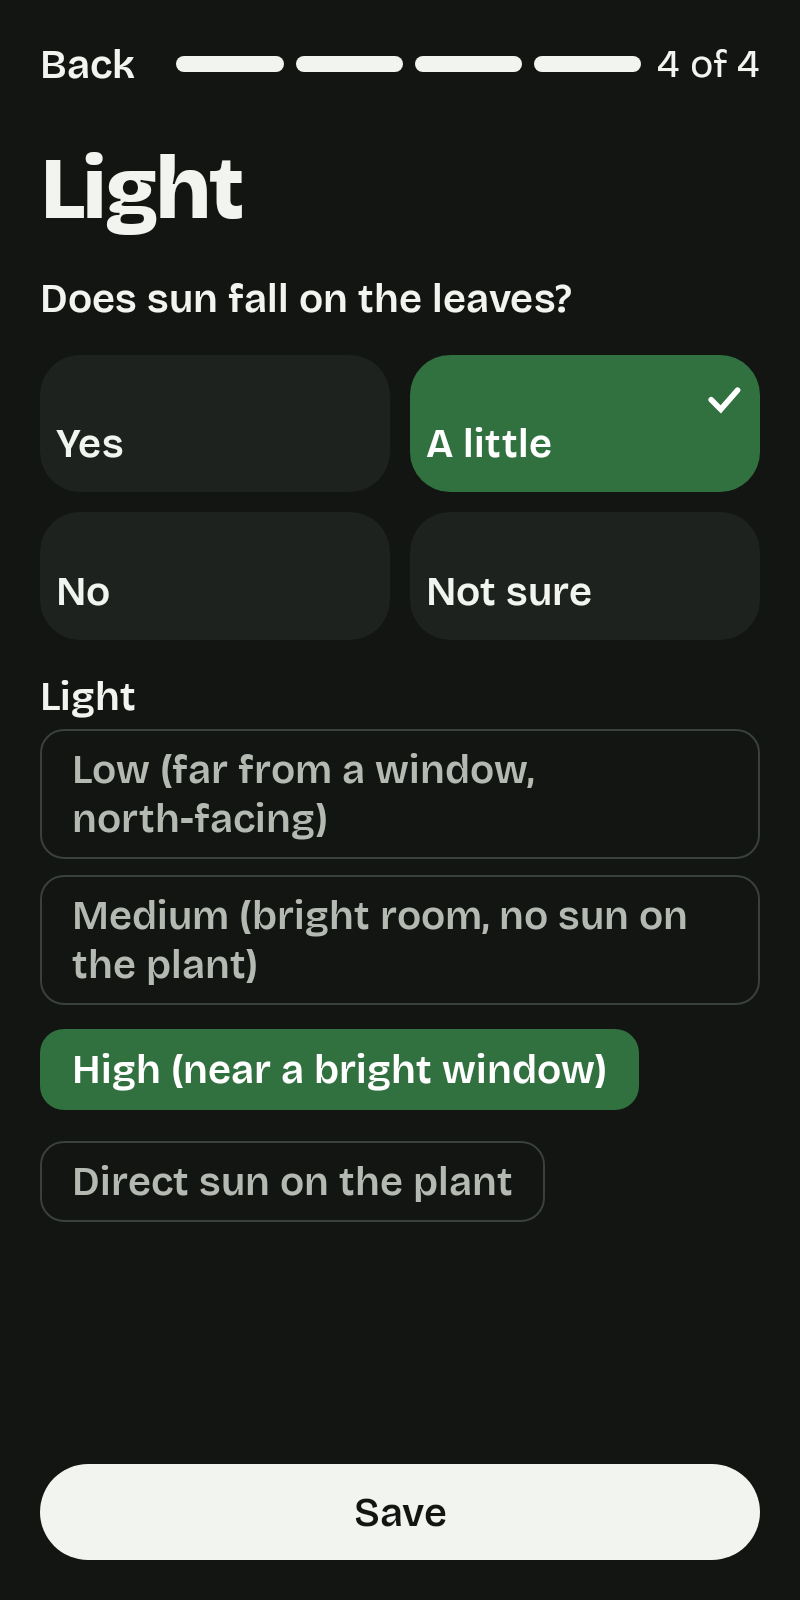 Back
4 of 4
Light
Does sun fall on the leaves?
Yes
A little
No
Not sure
Light
Low (far from a window,
north-facing)
Medium (bright room, no sun on
the plant)
High (near a bright window)
Direct sun on the plant
Save